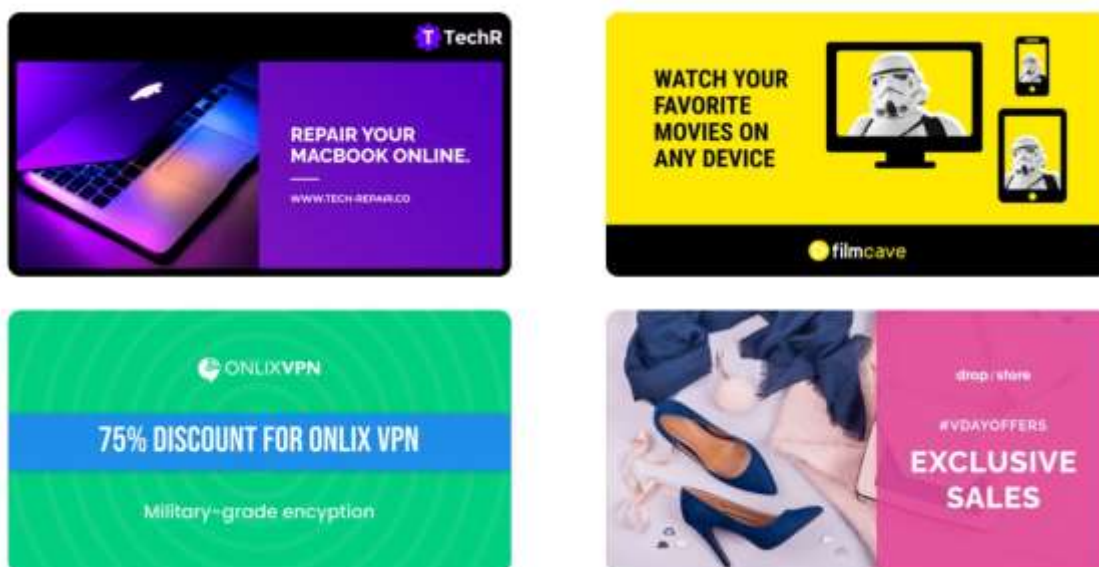 T TechR
REPAIR YOUR
MACBOOK ONLINE.
WWW.TECH-REPAIR.CO
WATCH YOUR
FAVORITE
MOVIES ON
ANY DEVICE
filmcave
ONLIXVPN
75% DISCOUNT FOR ONLIX VPN
Military-grade encyption
drop/store
#VDAYOFFERS
EXCLUSIVE
SALES